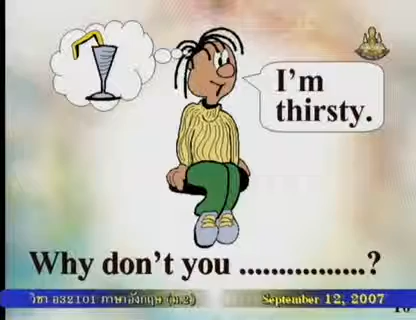 I'm
thirsty.
Why don't you ................?
วิชา อ32101 ภาษาอังกฤษ (ม.2)
September 12, 2007